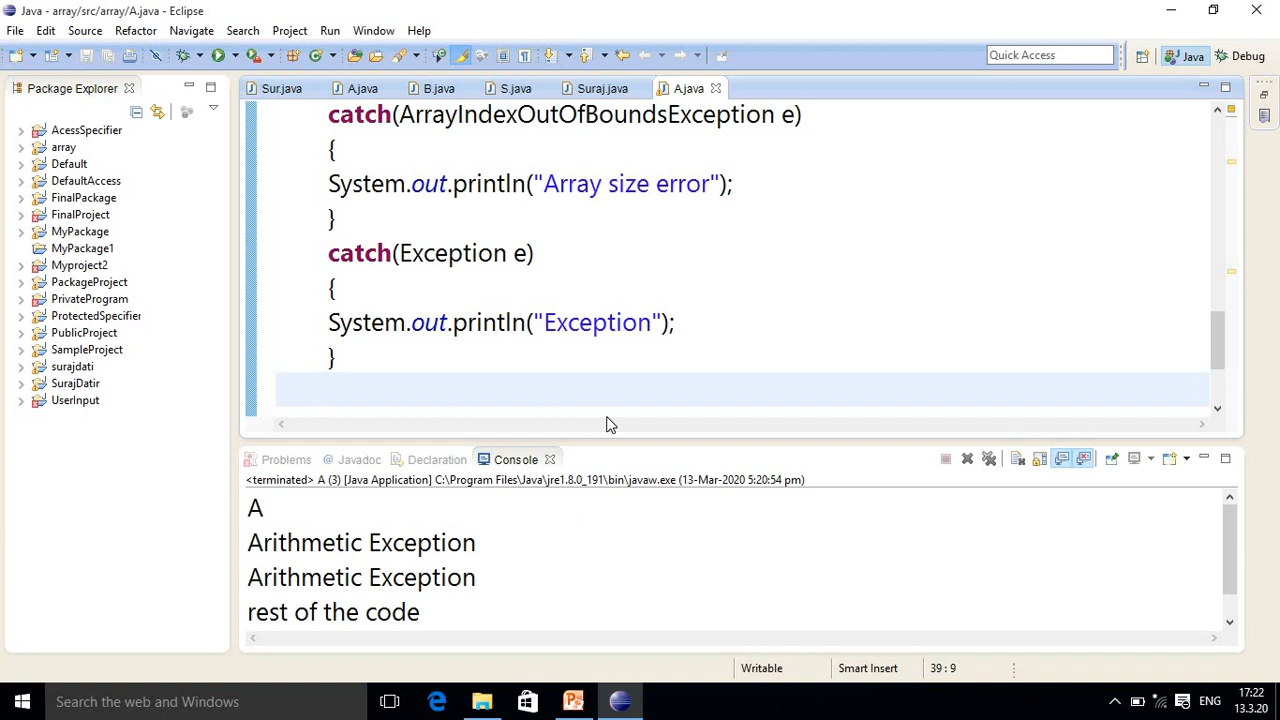 Java - array/src/array/A.java - Eclipse
File Edit Source Refactor Navigate Search Project Run Window Help
Quick Access
Java
Debug
Package Explorer
Sur.java
A.java
B.java
S.java
Suraj.java
A.java
AcessSpecifier
array
Default
DefaultAccess
FinalPackage
FinalProject
MyPackage
MyPackage1
Myproject2
PackageProject
PrivateProgram
ProtectedSpecifier
PublicProject
SampleProject
surajdati
SurajDatir
UserInput
catch(ArrayIndexOutOfBoundsException e)
{
System.out.println("Array size error");
}
catch(Exception e)
{
System.out.println("Exception");
}
Problems @ Javadoc Declaration Console
<terminated> A (3) [Java Application] C:\Program Files\Java\jre1.8.0_191\bin\javaw.exe (13-Mar-2020 5:20:54 pm)
A
Arithmetic Exception
Arithmetic Exception
rest of the code
Writable
Smart Insert
39 : 9
Search the web and Windows
ENG
17:22
13.3.20